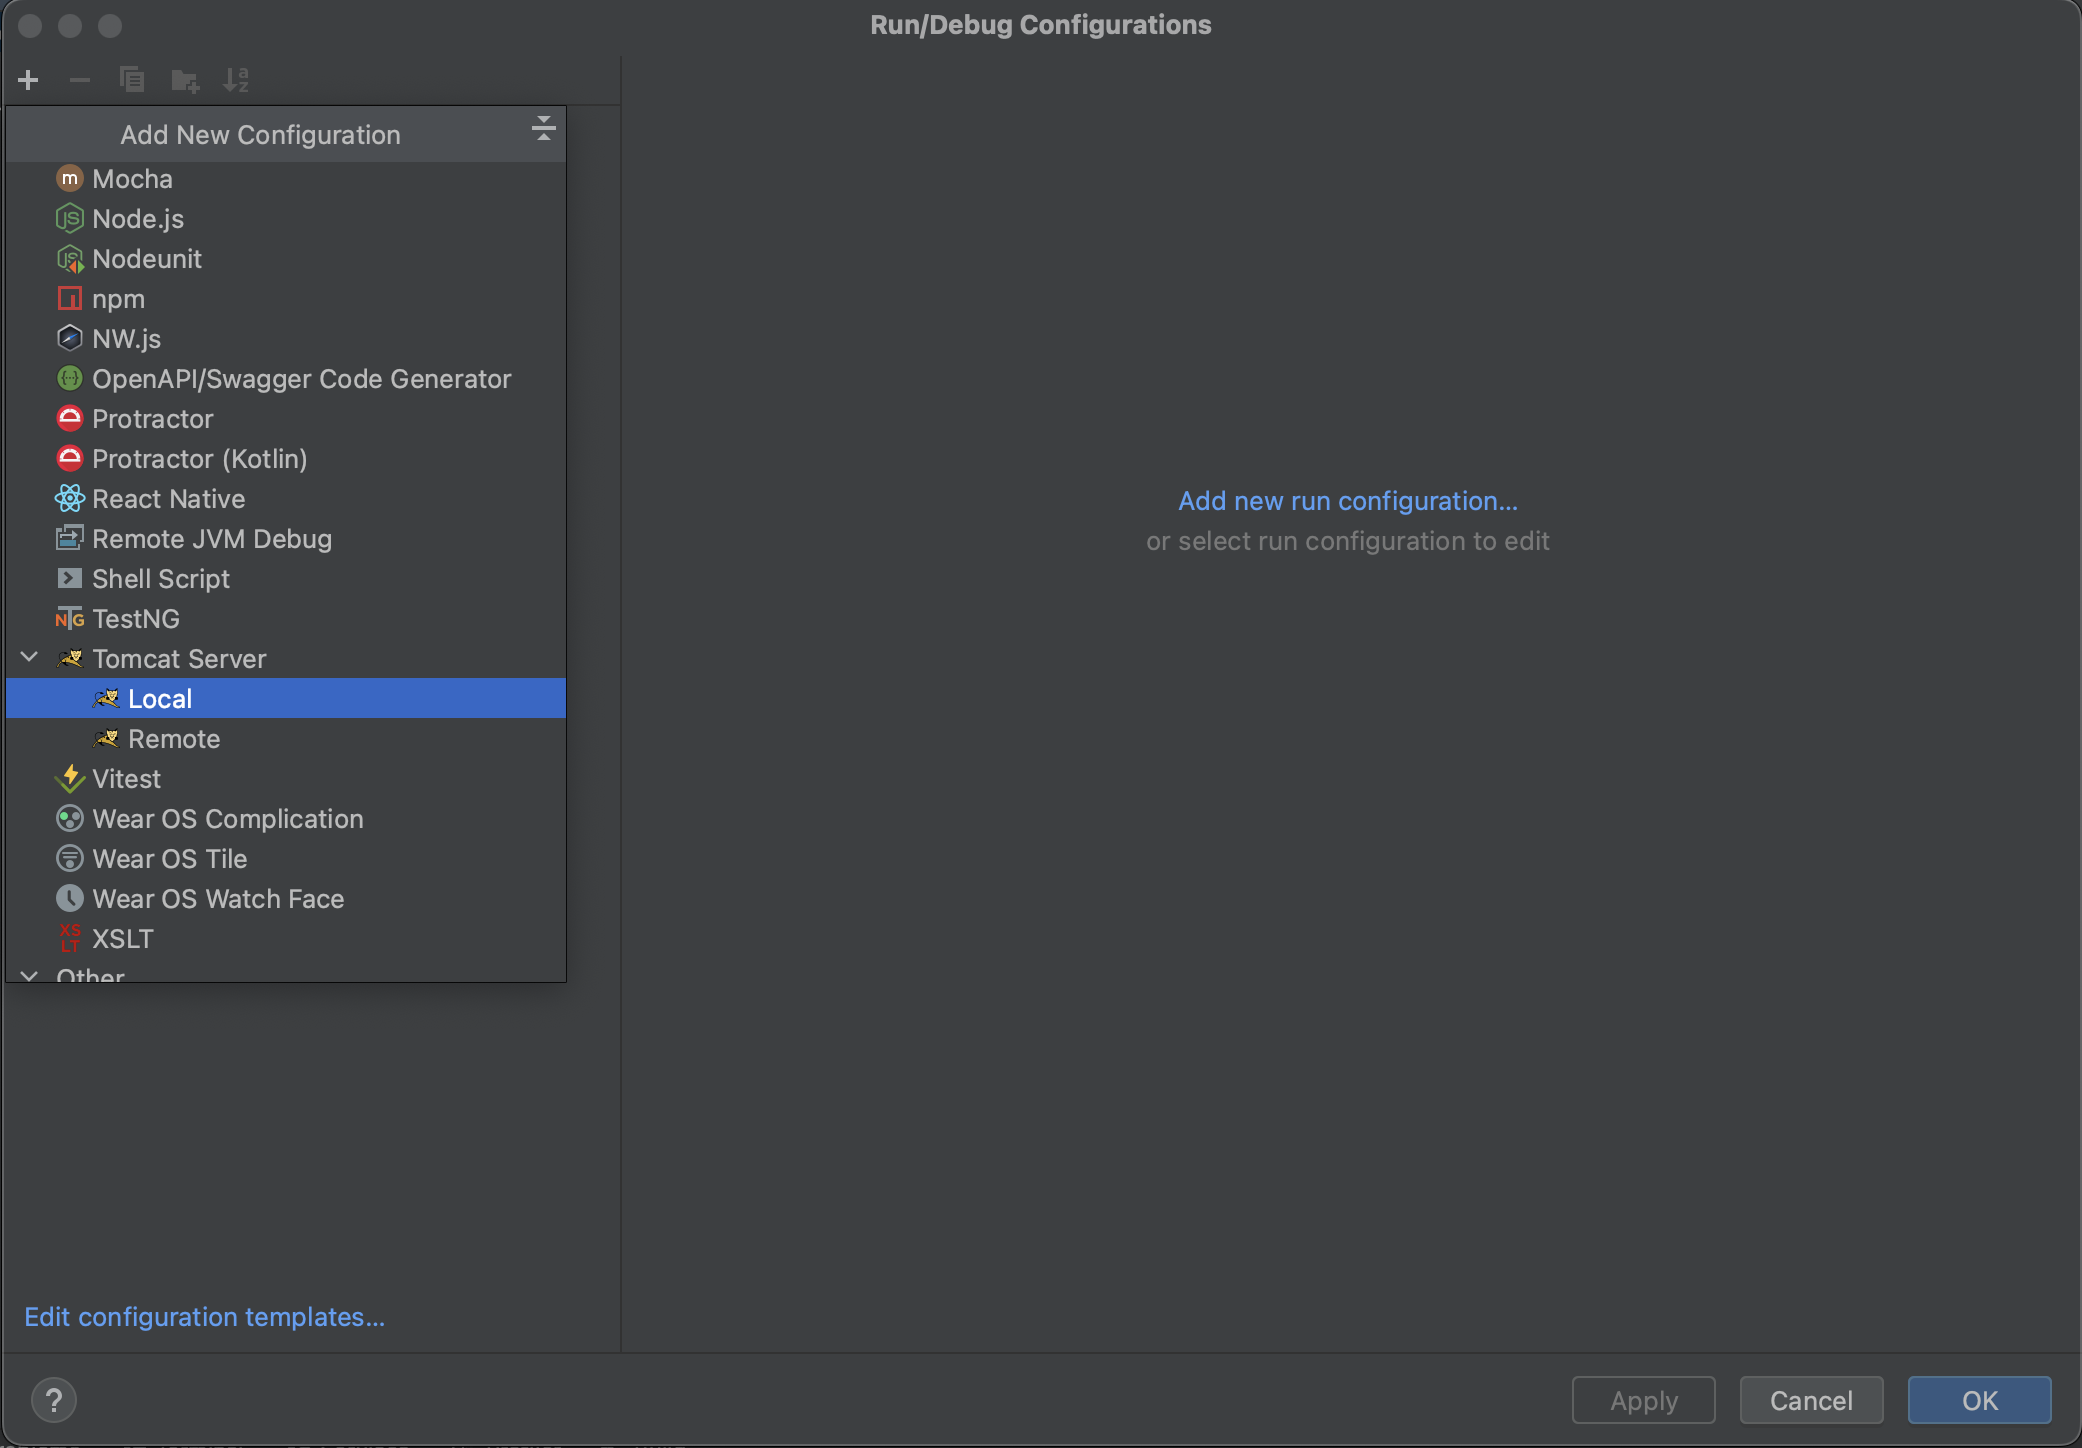 Run/Debug Configurations
Add New Configuration
Mocha
Node.js
Nodeunit
npm
NW.js
OpenAPI/Swagger Code Generator
Protractor
Protractor (Kotlin)
React Native
Remote JVM Debug
Shell Script
TestNG
Tomcat Server
Local
Remote
Vitest
Wear OS Complication
Wear OS Tile
Wear OS Watch Face
XSLT
Other
Add new run configuration...
or select run configuration to edit
Edit configuration templates...
?
Apply
Cancel
OK